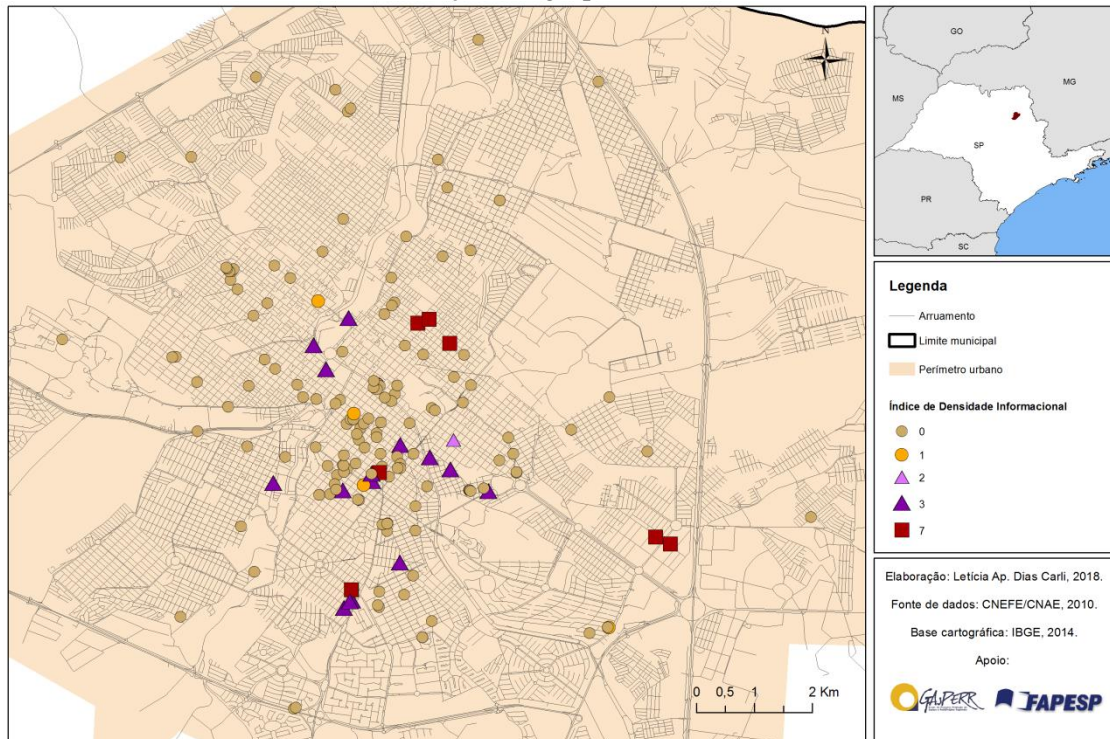 N
0 0,5 1 2 Km
GO
MG
MS
SP
PR
SC
Legenda
Arruamento
Limite municipal
Perímetro urbano
Índice de Densidade Informacional
0
1
2
3
7
Elaboração: Letícia Ap. Dias Carli, 2018.
Fonte de dados: CNEFE/CNAE, 2010.
Base cartográfica: IBGE, 2014.
Apoio:
GAsPERR
FAPESP